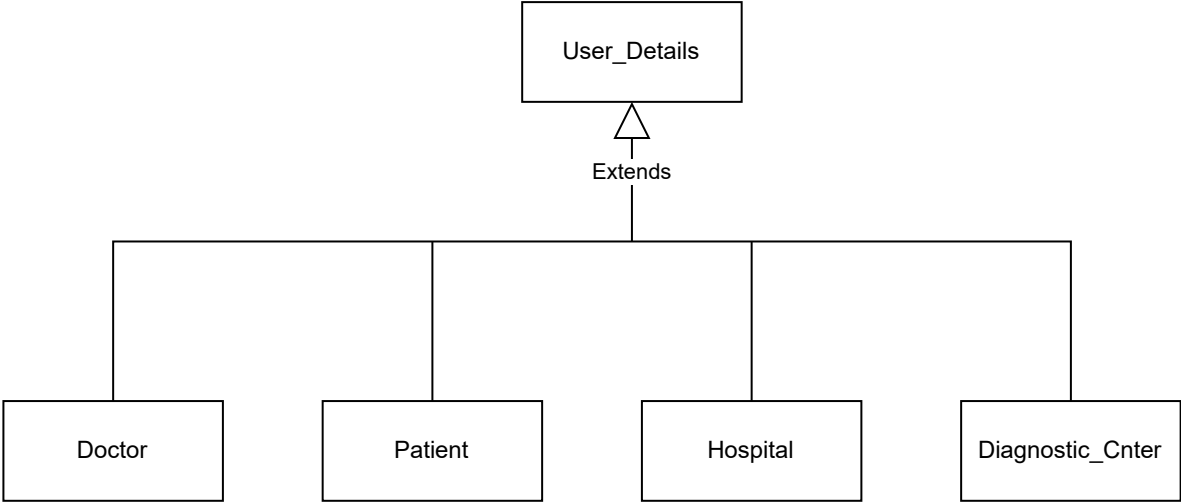 User_Details
Extends
Doctor
Patient
Hospital
Diagnostic_Cnter